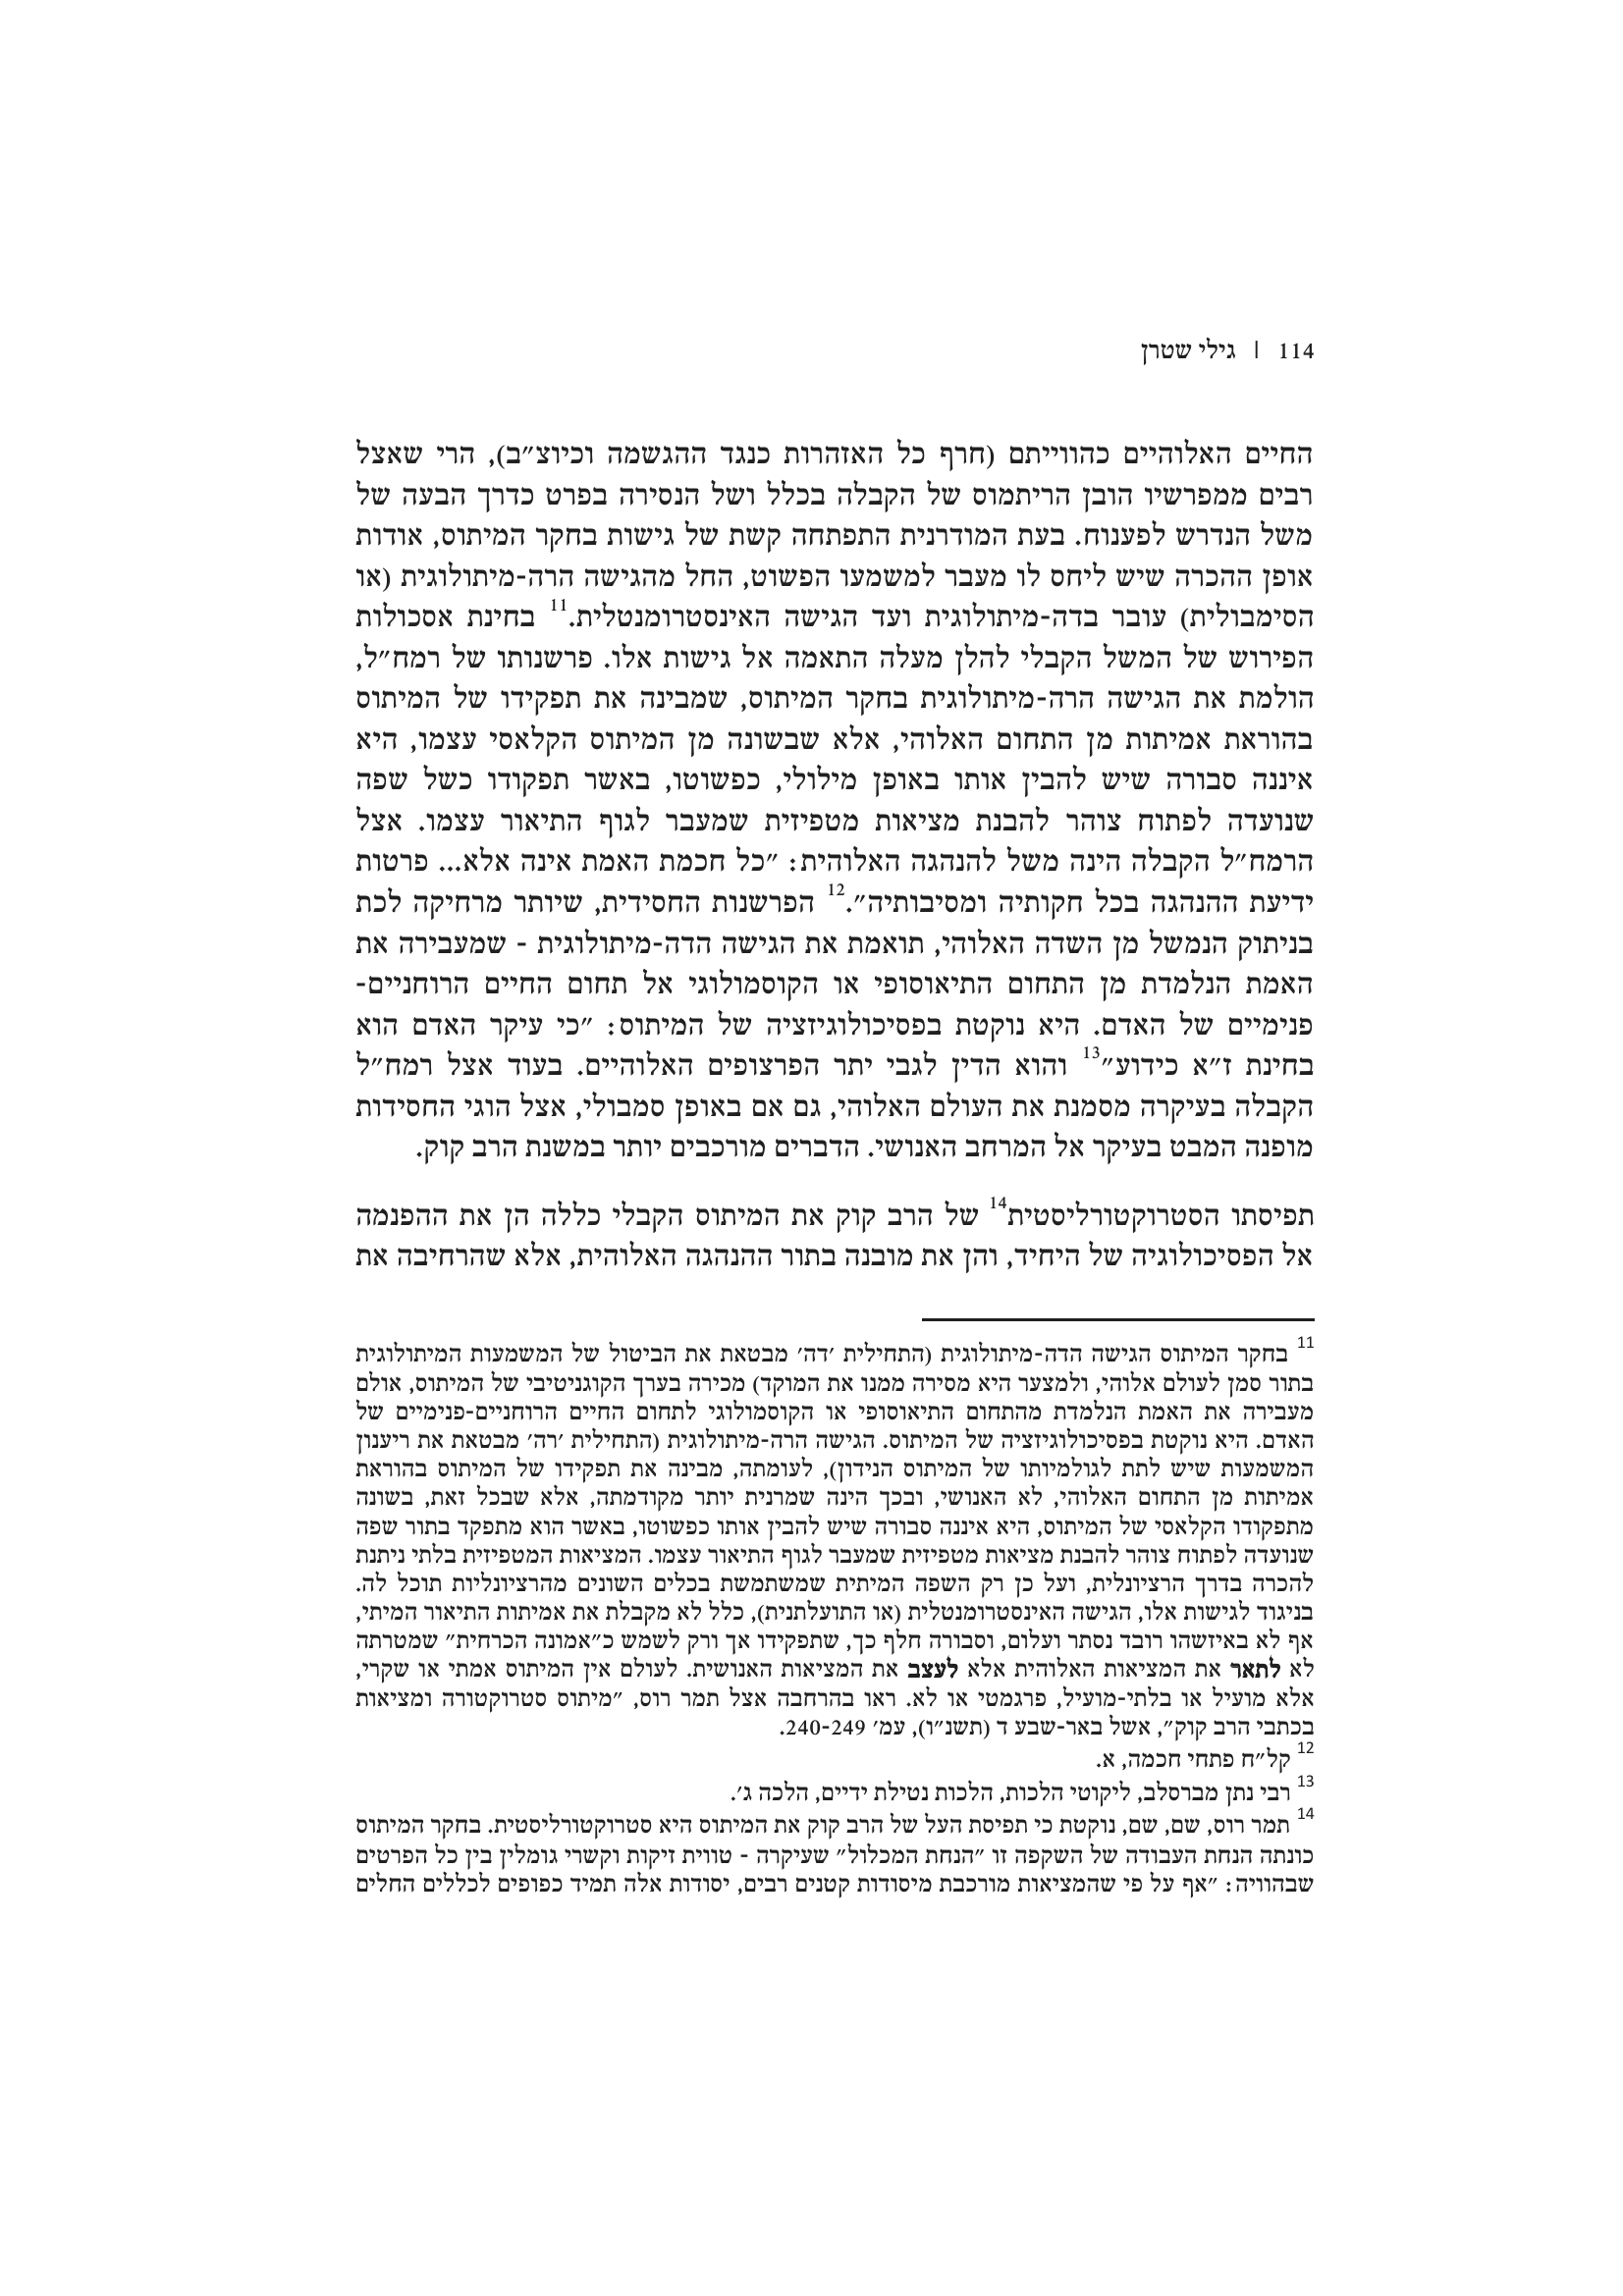 114 | גילי שטרן
החיים האלוהיים כהווייתם (חרף כל האזהרות כנגד ההגשמה וכיוצ״ב), הרי שאצל
רבים ממפרשיו הובן הריתמוס של הקבלה בכלל ושל הנסירה בפרט כדרך הבעה של
משל הנדרש לפענוח. בעת המודרנית התפתחה קשת של גישות בחקר המיתוס, אודות
אופן ההכרה שיש ליחס לו מעבר למשמעו הפשוט, החל מהגישה הרה-מיתולוגית (או
הסימבולית) עובר בדה-מיתולוגית ועד הגישה האינסטרומנטלית.11 בחינת אסכולות
הפירוש של המשל הקבלי להלן מעלה התאמה אל גישות אלו. פרשנותו של רמח״ל,
הולמת את הגישה הרה-מיתולוגית בחקר המיתוס, שמבינה את תפקידו של המיתוס
בהוראת אמיתות מן התחום האלוהי, אלא שבשונה מן המיתוס הקלאסי עצמו, היא
איננה סבורה שיש להבין אותו באופן מילולי, כפשוטו, באשר תפקודו כשל שפה
שנועדה לפתוח צוהר להבנת מציאות מטפיזית שמעבר לגוף התיאור עצמו. אצל
הרמח״ל הקבלה הינה משל להנהגה האלוהית: ״כל חכמת האמת אינה אלא... פרטות
ידיעת ההנהגה בכל חקותיה ומסיבותיה״.12 הפרשנות החסידית, שיותר מרחיקה לכת
בניתוק הנמשל מן השדה האלוהי, תואמת את הגישה הדה-מיתולוגית - שמעבירה את
האמת הנלמדת מן התחום התיאוסופי או הקוסמולוגי אל תחום החיים הרוחניים-
פנימיים של האדם. היא נוקטת בפסיכולוגיזציה של המיתוס: ״כי עיקר האדם הוא
בחינת ז״א כידוע״13 והוא הדין לגבי יתר הפרצופים האלוהיים. בעוד אצל רמח״ל
הקבלה בעיקרה מסמנת את העולם האלוהי, גם אם באופן סמבולי, אצל הוגי החסידות
מופנה המבט בעיקר אל המרחב האנושי. הדברים מורכבים יותר במשנת הרב קוק.
תפיסתו הסטרוקטורליסטית14 של הרב קוק את המיתוס הקבלי כללה הן את ההפנמה
אל הפסיכולוגיה של היחיד, והן את מובנה בתור ההנהגה האלוהית, אלא שהרחיבה את
11 בחקר המיתוס הגישה הדה-מיתולוגית (התחילית ׳דה׳ מבטאת את הביטול של המשמעות המיתולוגית
בתור סמן לעולם אלוהי, ולמצער היא מסירה ממנו את המוקד) מכירה בערך הקוגניטיבי של המיתוס, אולם
מעבירה את האמת הנלמדת מהתחום התיאוסופי או הקוסמולוגי לתחום החיים הרוחניים-פנימיים של
האדם. היא נוקטת בפסיכולוגיזציה של המיתוס. הגישה הרה-מיתולוגית (התחילית ׳רה׳ מבטאת את ריענון
המשמעות שיש לתת לגולמיותו של המיתוס הנידון), לעומתה, מבינה את תפקידו של המיתוס בהוראת
אמיתות מן התחום האלוהי, לא האנושי, ובכך הינה שמרנית יותר מקודמתה, אלא שבכל זאת, בשונה
מתפקודו הקלאסי של המיתוס, היא איננה סבורה שיש להבין אותו כפשוטו, באשר הוא מתפקד בתור שפה
שנועדה לפתוח צוהר להבנת מציאות מטפיזית שמעבר לגוף התיאור עצמו. המציאות המטפיזית בלתי ניתנת
להכרה בדרך הרציונלית, ועל כן רק השפה המיתית שמשתמשת בכלים השונים מהרציונליות תוכל לה.
בניגוד לגישות אלו, הגישה האינסטרומנטלית (או התועלתנית), כלל לא מקבלת את אמיתות התיאור המיתי,
אף לא באיזשהו רובד נסתר ועלום, וסבורה חלף כך, שתפקידו אך ורק לשמש כ״אמונה הכרחית״ שמטרתה
לא לתאר את המציאות האלוהית אלא לעצב את המציאות האנושית. לעולם אין המיתוס אמתי או שקרי,
אלא מועיל או בלתי-מועיל, פרגמטי או לא. ראו בהרחבה אצל תמר רוס, ״מיתוס סטרוקטורה ומציאות
בכתבי הרב קוק״, אשל באר-שבע ד (תשנ״ו), עמ׳ 240-249.
12 קל״ח פתחי חכמה, א.
13 רבי נתן מברסלב, ליקוטי הלכות, הלכות נטילת ידיים, הלכה ג׳.
14 תמר רוס, שם, שם, נוקטת כי תפיסת העל של הרב קוק את המיתוס היא סטרוקטורליסטית. בחקר המיתוס
כונתה הנחת העבודה של השקפה זו ״הנחת המכלול״ שעיקרה - טווית זיקות וקשרי גומלין בין כל הפרטים
שבהוויה: ״אף על פי שהמציאות מורכבת מיסודות קטנים רבים, יסודות אלה תמיד כפופים לכללים החלים